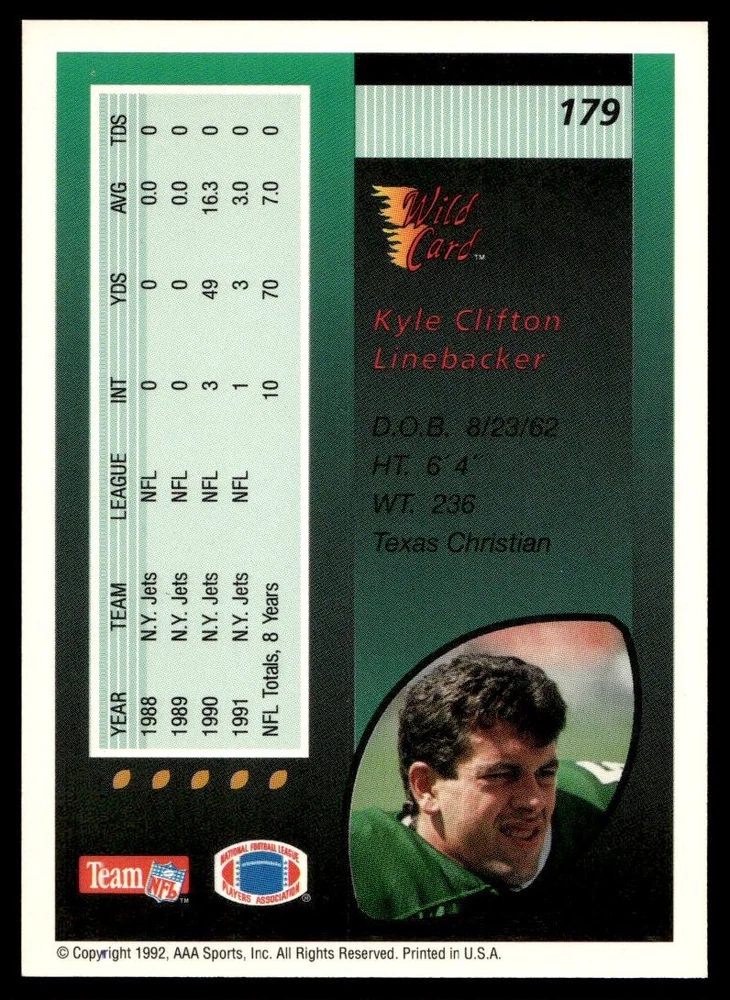 179
Wild
Card™
Kyle Clifton
Linebacker
D.O.B. 8/23/62
HT. 6´4˝
WT. 236
Texas Christian
YEAR TEAM LEAGUE INT YDS AVG TDS
1988 N.Y. Jets NFL 0 0 0.0 0
1989 N.Y. Jets NFL 0 0 0.0 0
1990 N.Y. Jets NFL 3 49 16.3 0
1991 N.Y. Jets NFL 1 3 3.0 0
NFL Totals, 8 Years 10 70 7.0 0
Team NFL™
NATIONAL FOOTBALL LEAGUE
PLAYERS ASSOCIATION®
© Copyright 1992, AAA Sports, Inc. All Rights Reserved. Printed in U.S.A.